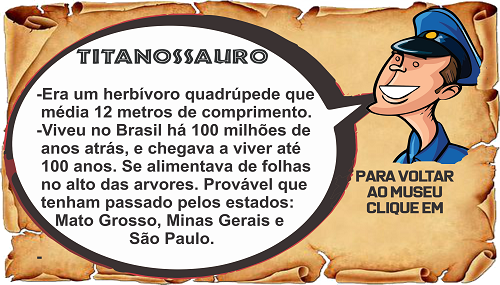 TITANOSSAURO
-Era um herbívoro quadrúpede que
média 12 metros de comprimento.
-Viveu no Brasil há 100 milhões de
anos atrás, e chegava a viver até
100 anos. Se alimentava de folhas
no alto das arvores. Provável que
tenham passado pelos estados:
Mato Grosso, Minas Gerais e
São Paulo.
-
PARA VOLTAR
AO MUSEU
CLIQUE EM